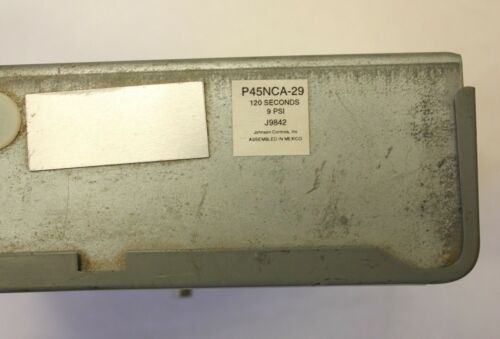 P45NCA-29
120 SECONDS
9 PSI
J9842
Johnson Controls, Inc
ASSEMBLED IN MEXICO